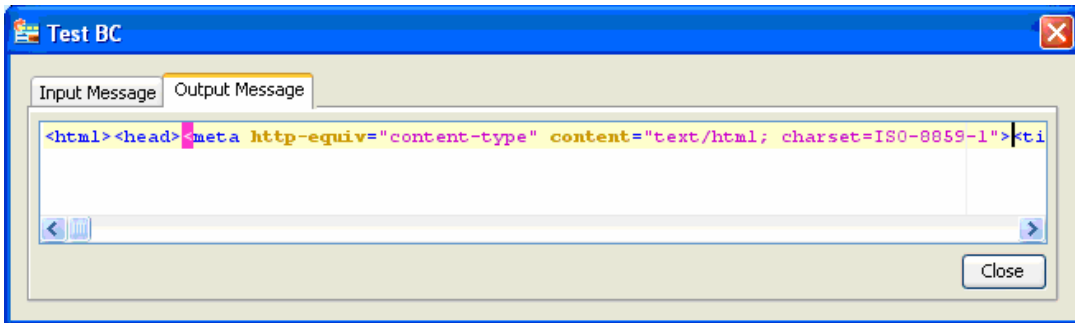 Test BC
Input Message Output Message
<html><head><meta http-equiv="content-type" content="text/html; charset=ISO-8859-1"><ti
Close